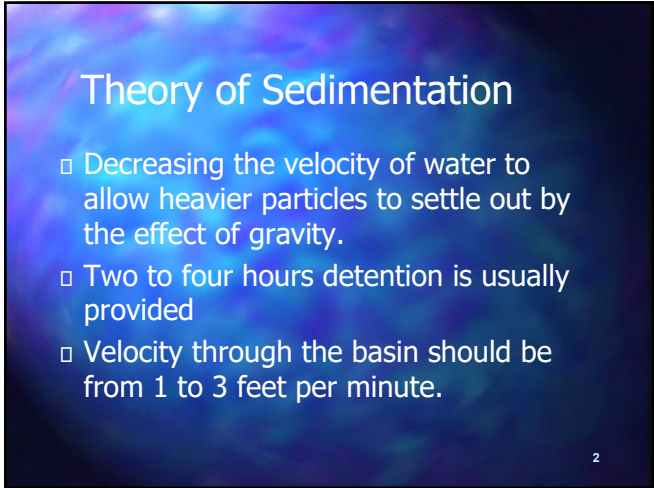 Theory of Sedimentation
▯ Decreasing the velocity of water to
allow heavier particles to settle out by
the effect of gravity.
▯ Two to four hours detention is usually
provided
▯ Velocity through the basin should be
from 1 to 3 feet per minute.
2